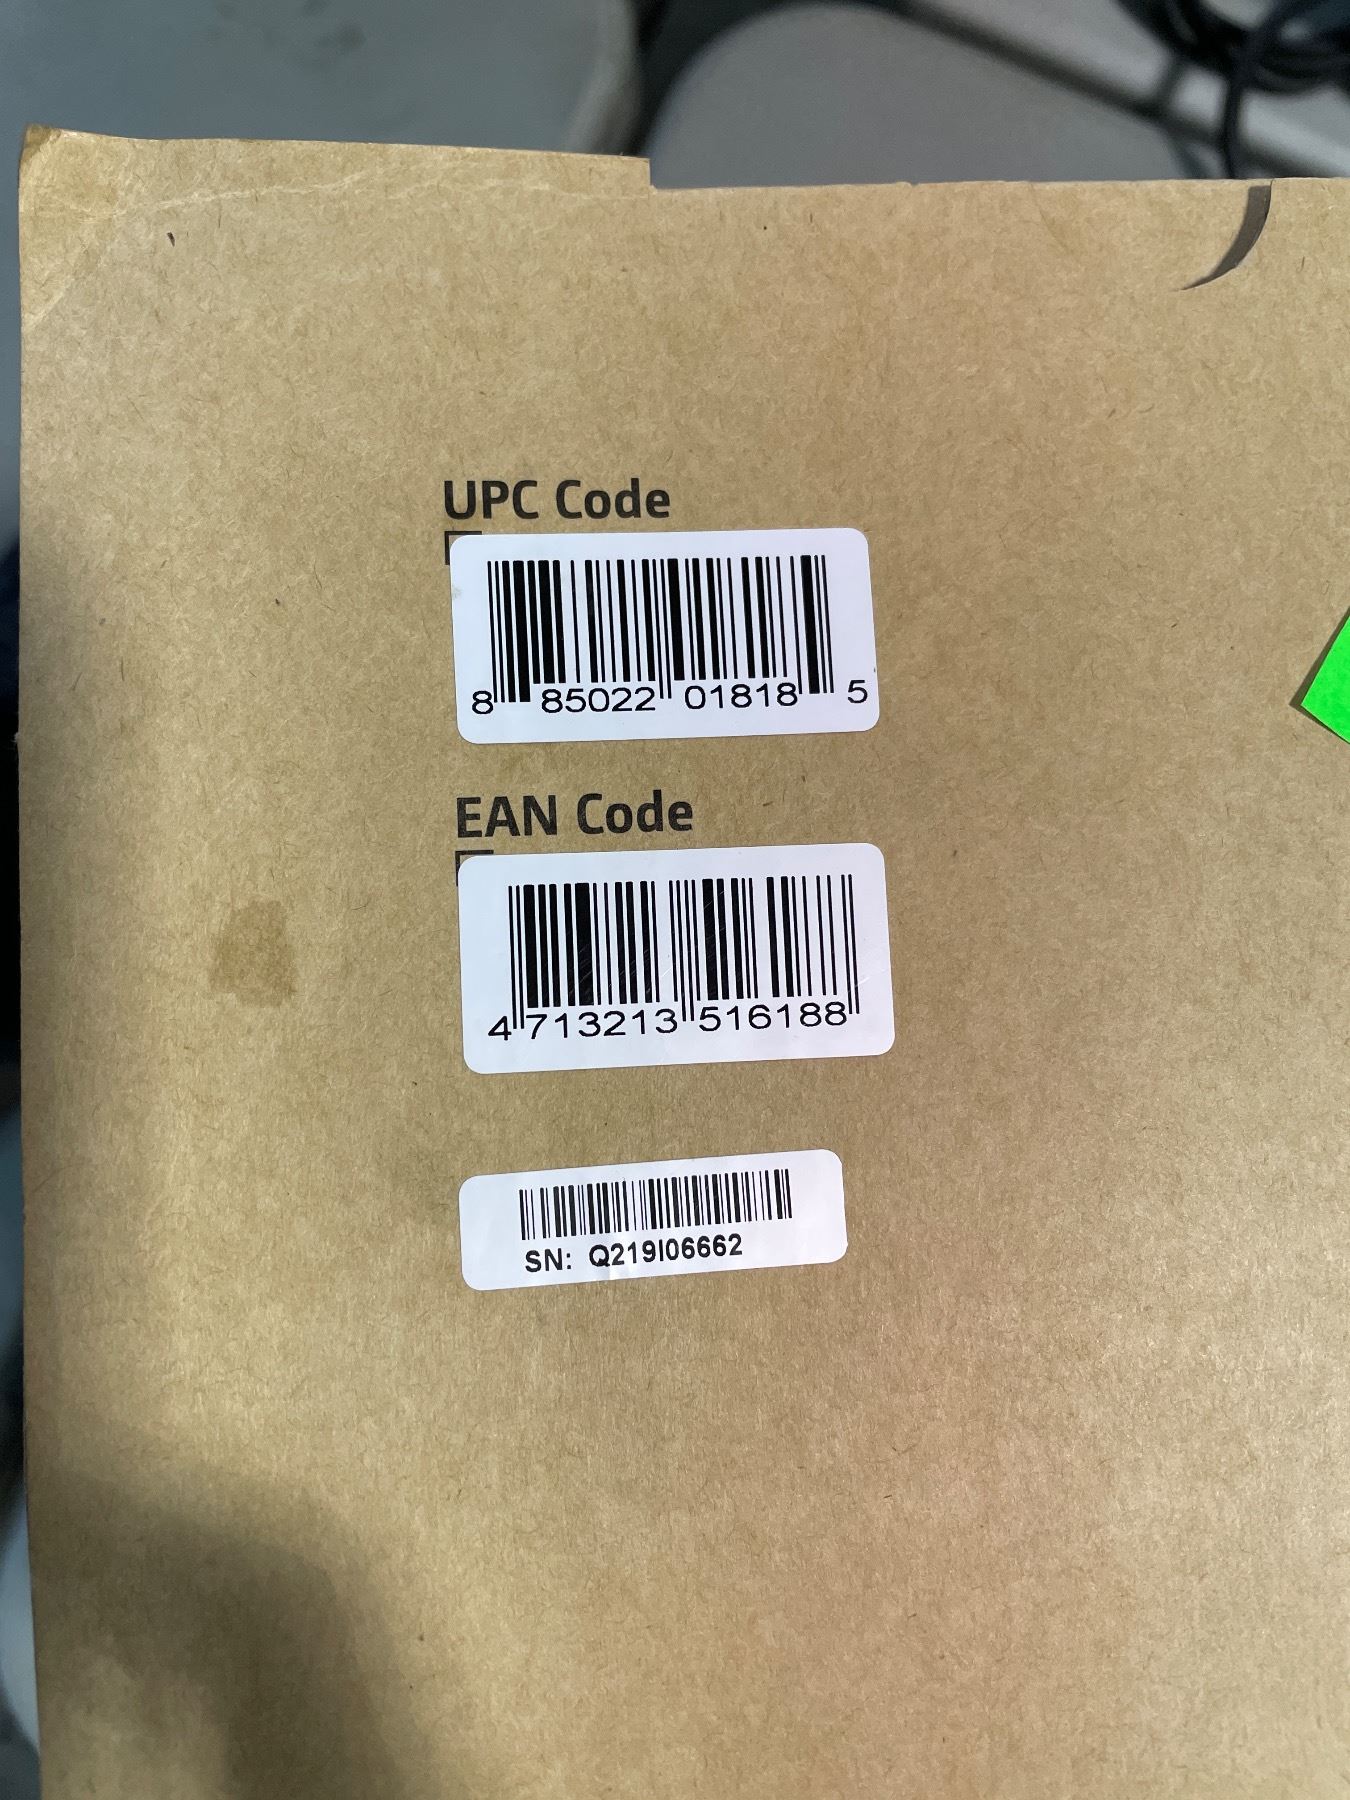 UPC Code
8 85022 01818 5
EAN Code
4 713213 516188
SN: Q219I06662